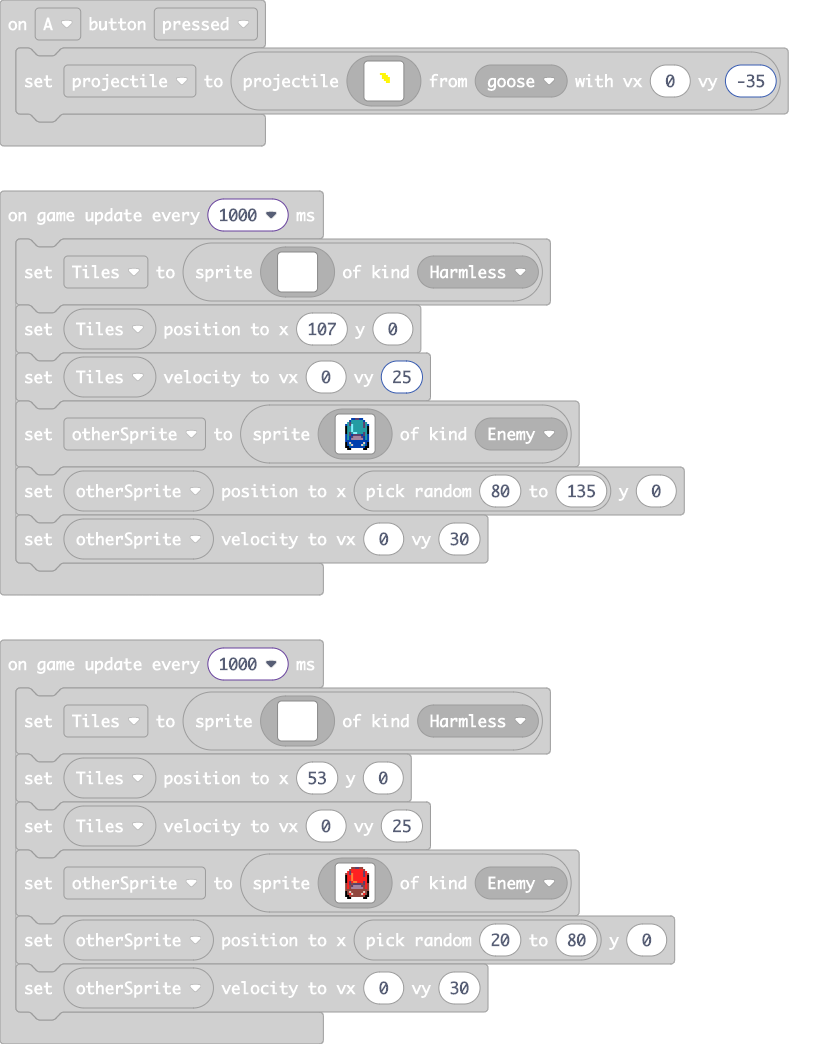 on A button pressed
set projectile to projectile from goose with vx 0 vy -35
on game update every 1000 ms
set Tiles to sprite of kind Harmless
set Tiles position to x 107 y 0
set Tiles velocity to vx 0 vy 25
set otherSprite to sprite of kind Enemy
set otherSprite position to x pick random 80 to 135 y 0
set otherSprite velocity to vx 0 vy 30
on game update every 1000 ms
set Tiles to sprite of kind Harmless
set Tiles position to x 53 y 0
set Tiles velocity to vx 0 vy 25
set otherSprite to sprite of kind Enemy
set otherSprite position to x pick random 20 to 80 y 0
set otherSprite velocity to vx 0 vy 30